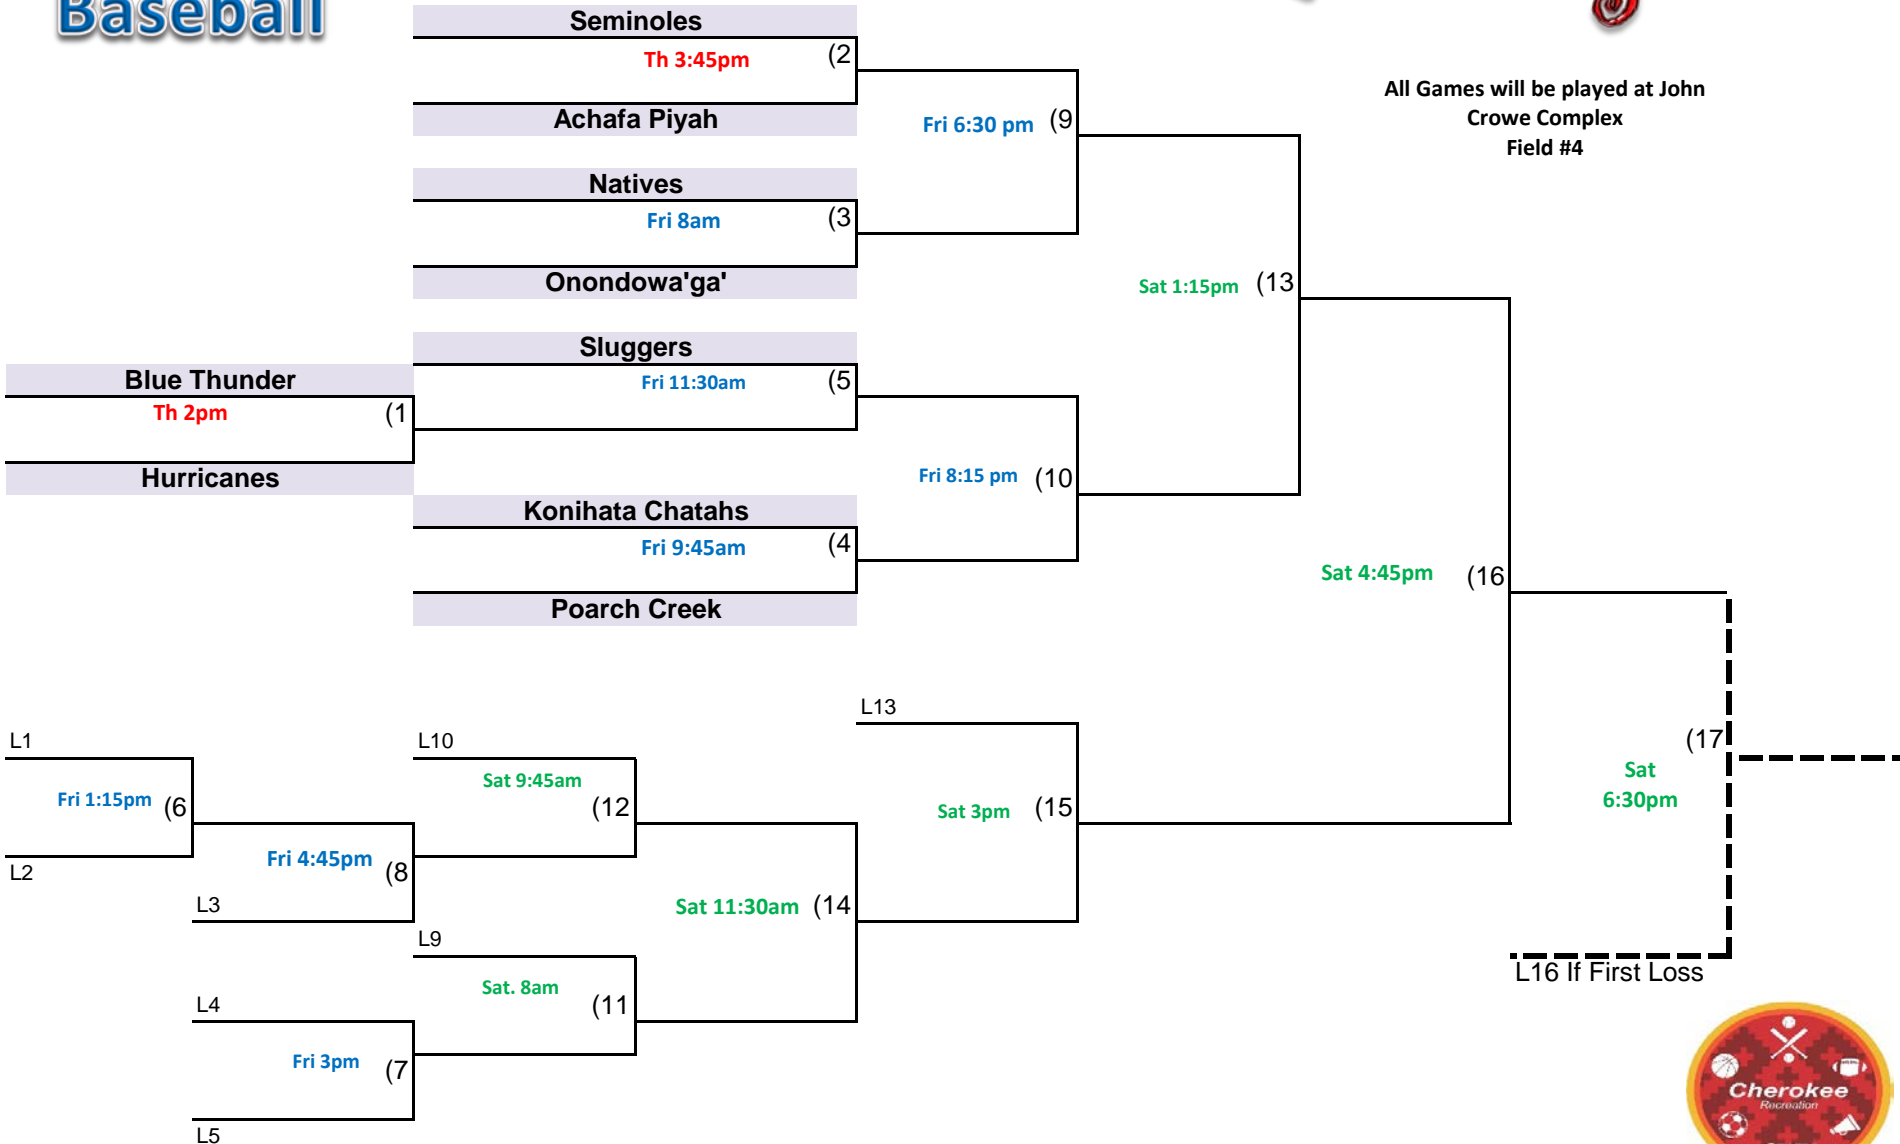 Baseball
Seminoles
Th 3:45pm (2
Achafa Piyah
Fri 6:30 pm (9
All Games will be played at John
Crowe Complex
Field #4
Natives
Fri 8am (3
Onondowa'ga'
Sat 1:15pm (13
Sluggers
Blue Thunder
Fri 11:30am (5
Th 2pm (1
Hurricanes
Fri 8:15 pm (10
Konihata Chatahs
Fri 9:45am (4
Sat 4:45pm (16
Poarch Creek
L13
L1
L10
(17
Sat
6:30pm
Sat 9:45am (12
Fri 1:15pm (6
Sat 3pm (15
L2
Fri 4:45pm (8
L3
Sat 11:30am (14
L9
L16 If First Loss
Sat. 8am (11
L4
Fri 3pm (7
L5
Cherokee
Recreation